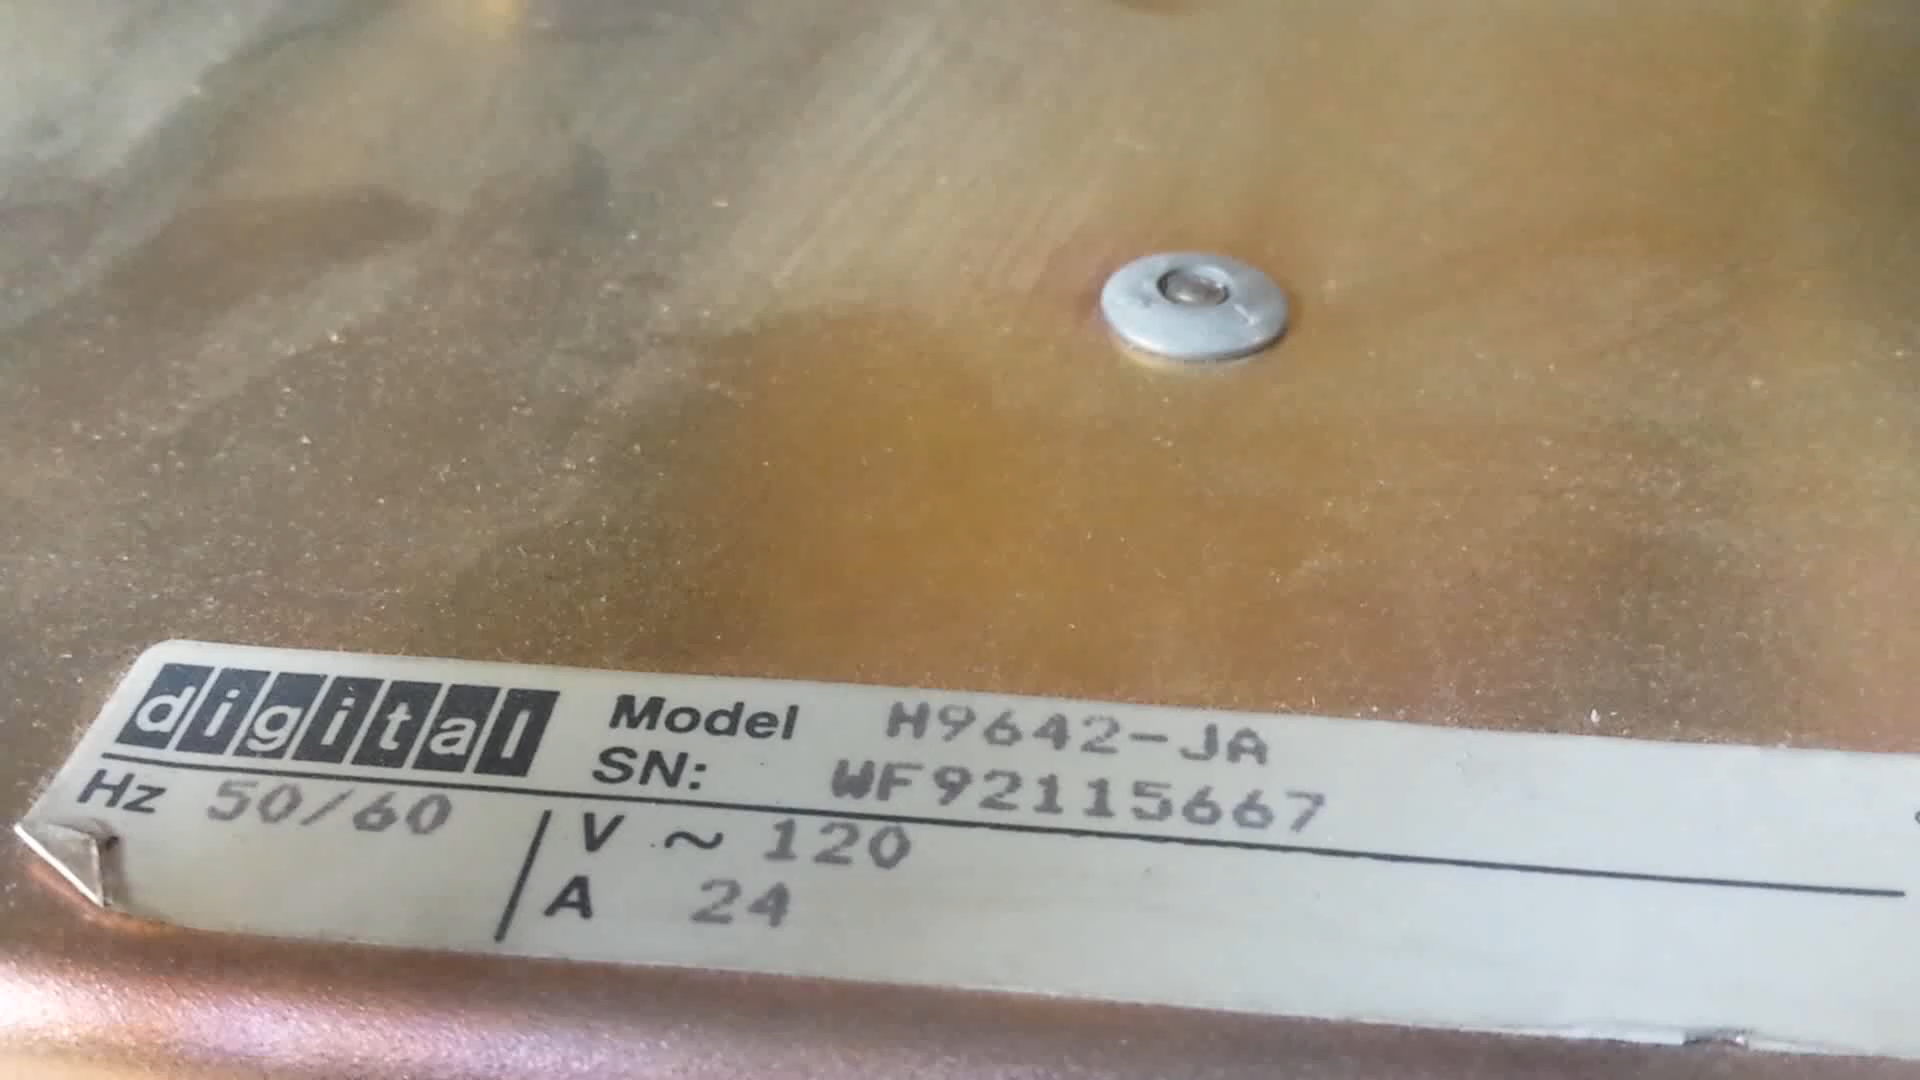 digital Model H9642-JA
SN: WF92115667
Hz 50/60
V ~ 120
A 24